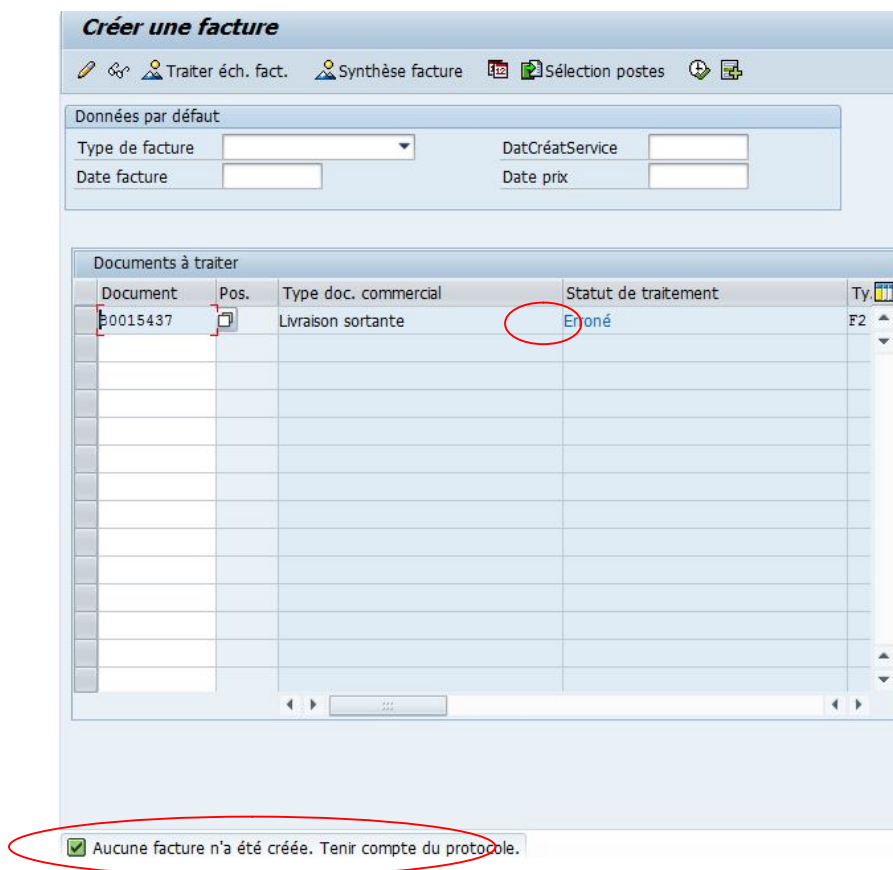 Créer une facture
Traiter éch. fact. Synthèse facture Sélection postes
Données par défaut
Type de facture DatCréatService
Date facture Date prix
Documents à traiter
Document Pos. Type doc. commercial Statut de traitement Ty.
80015437 Livraison sortante Erroné F2
Aucune facture n'a été créée. Tenir compte du protocole.